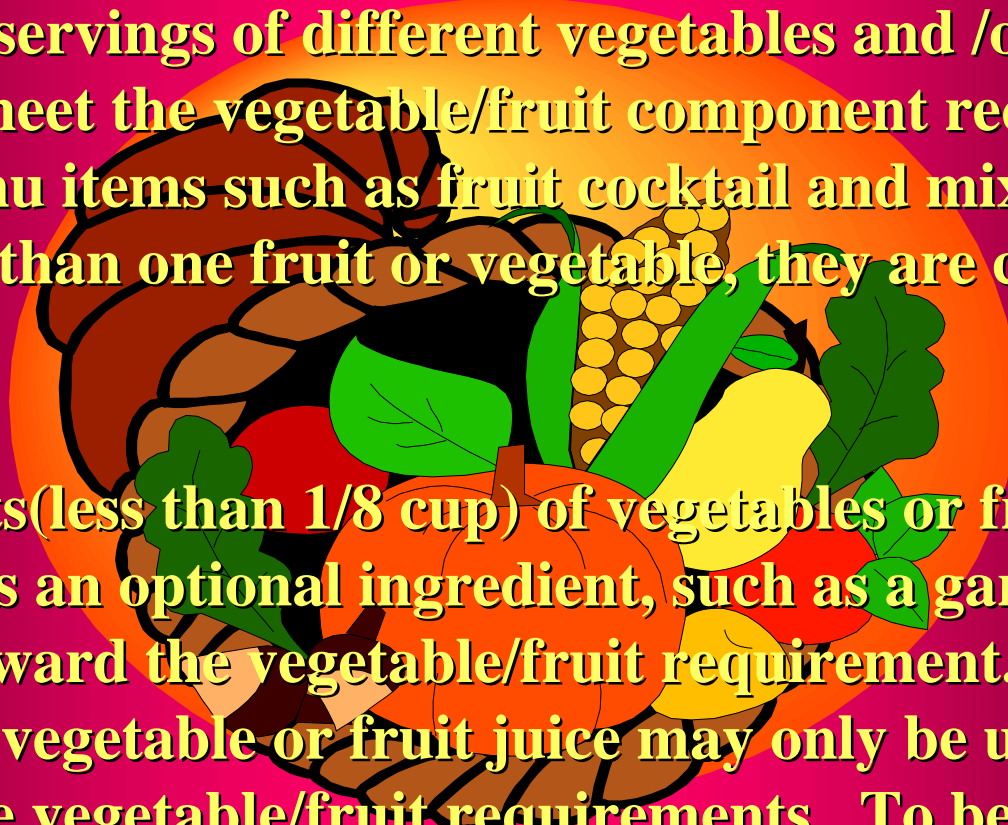 servings of different vegetables and /o
neet the vegetable/fruit component re
u items such as fruit cocktail and mix
than one fruit or vegetable, they are o
ts(less than 1/8 cup) of vegetables or f
s an optional ingredient, such as a gar
ward the vegetable/fruit requirement.
vegetable or fruit juice may only be u
e vegetable/fruit requirements. To be